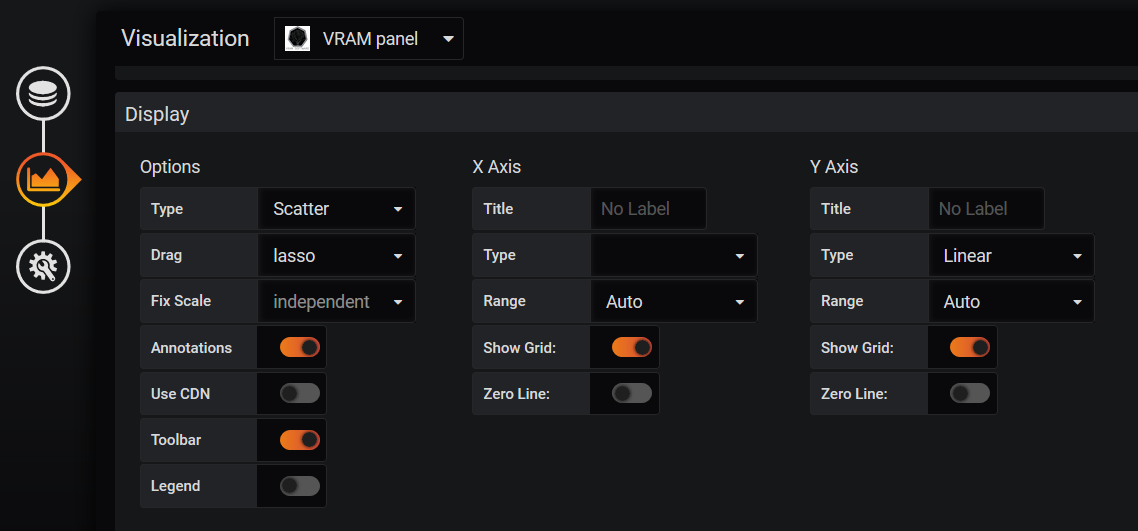 Visualization VRAM panel
Display
Options X Axis Y Axis
Type Scatter Title No Label Title No Label
Drag lasso Type Type Linear
Fix Scale independent Range Auto Range Auto
Annotations Show Grid: Show Grid:
Use CDN Zero Line: Zero Line:
Toolbar
Legend